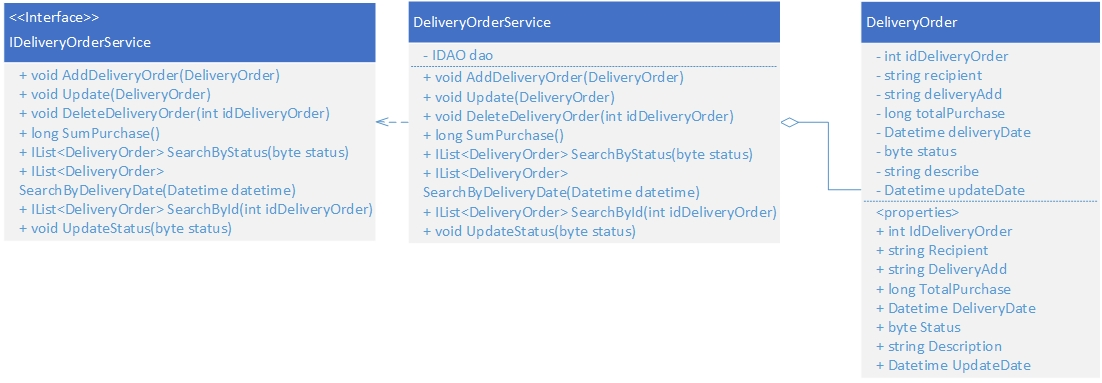 <<Interface>>
IDeliveryOrderService
+ void AddDeliveryOrder(DeliveryOrder)
+ void Update(DeliveryOrder)
+ void DeleteDeliveryOrder(int idDeliveryOrder)
+ long SumPurchase()
+ IList<DeliveryOrder> SearchByStatus(byte status)
+ IList<DeliveryOrder>
SearchByDeliveryDate(Datetime datetime)
+ IList<DeliveryOrder> SearchById(int idDeliveryOrder)
+ void UpdateStatus(byte status)
DeliveryOrderService
- IDAO dao
+ void AddDeliveryOrder(DeliveryOrder)
+ void Update(DeliveryOrder)
+ void DeleteDeliveryOrder(int idDeliveryOrder)
+ long SumPurchase()
+ IList<DeliveryOrder> SearchByStatus(byte status)
+ IList<DeliveryOrder>
SearchByDeliveryDate(Datetime datetime)
+ IList<DeliveryOrder> SearchById(int idDeliveryOrder)
+ void UpdateStatus(byte status)
DeliveryOrder
- int idDeliveryOrder
- string recipient
- string deliveryAdd
- long totalPurchase
- Datetime deliveryDate
- byte status
- string describe
- Datetime updateDate
<properties>
+ int IdDeliveryOrder
+ string Recipient
+ string DeliveryAdd
+ long TotalPurchase
+ Datetime DeliveryDate
+ byte Status
+ string Description
+ Datetime UpdateDate